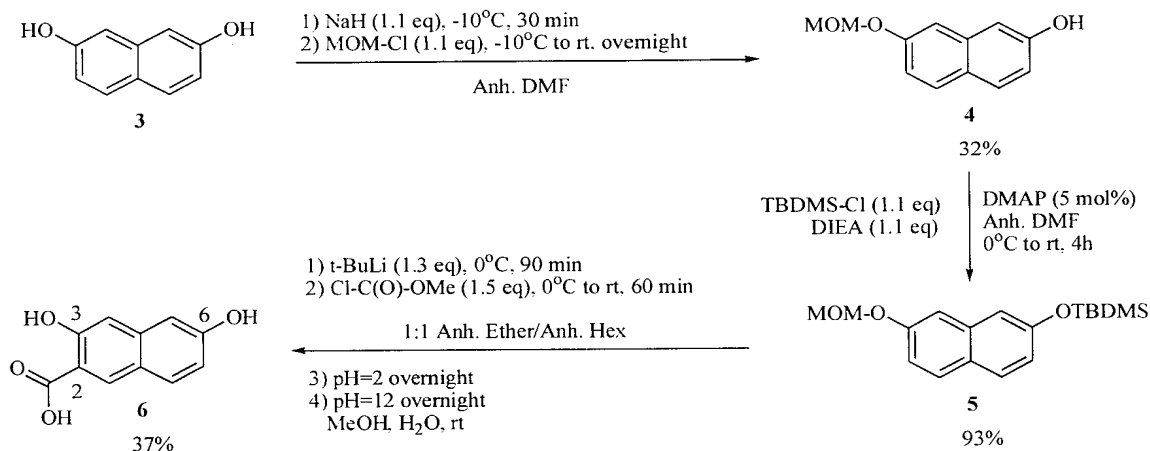 HO
OH
3
1) NaH (1.1 eq), -10°C, 30 min
2) MOM-Cl (1.1 eq), -10°C to rt. overnight
Anh. DMF
MOM-O
OH
4
32%
TBDMS-Cl (1.1 eq)
DIEA (1.1 eq)
DMAP (5 mol%)
Anh. DMF
0°C to rt, 4h
MOM-O
OTBDMS
5
93%
1) t-BuLi (1.3 eq), 0°C, 90 min
2) Cl-C(O)-OMe (1.5 eq), 0°C to rt, 60 min
1:1 Anh. Ether/Anh. Hex
3) pH=2 overnight
4) pH=12 overnight
MeOH, H2O, rt
HO
3
6
OH
O
2
OH
6
37%